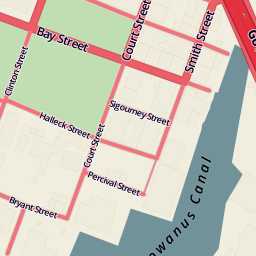 Bay Street
Court Street
Smith Street
Clinton Street
Sigourney Street
Halleck Street
Court Street
Percival Street
Bryant Street
owanus Canal
Go